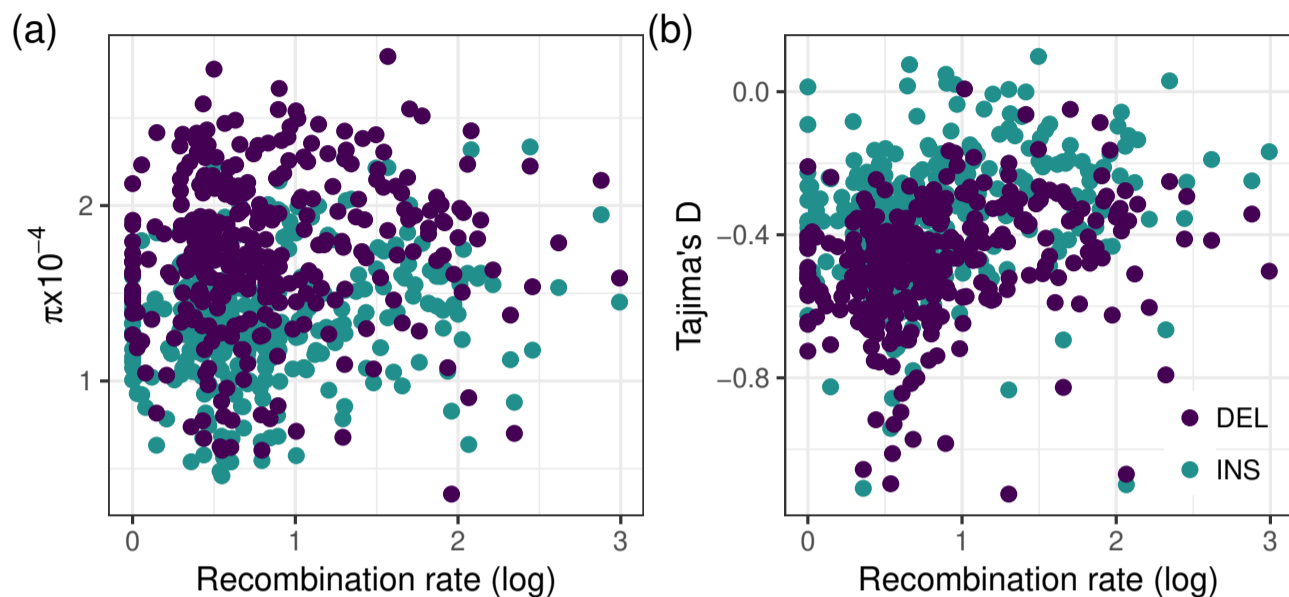 (a)
πx10⁻⁴
2
1
0
1
2
3
Recombination rate (log)
(b)
Tajima's D
0.0
−0.4
−0.8
0
1
2
3
Recombination rate (log)
DEL
INS